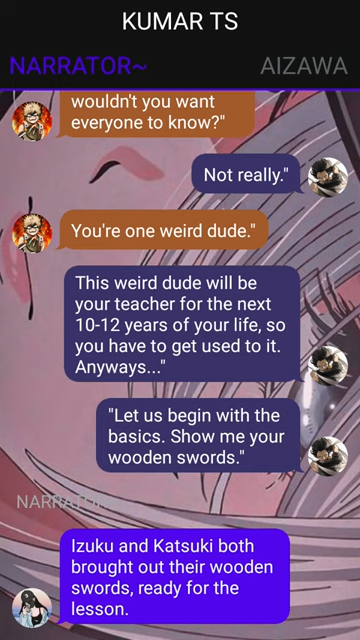 KUMAR TS
NARRATOR~ AIZAWA
wouldn't you want
everyone to know?"
Not really."
You're one weird dude."
This weird dude will be
your teacher for the next
10-12 years of your life, so
you have to get used to it.
Anyways..."
"Let us begin with the
basics. Show me your
wooden swords."
NARRATOR~
Izuku and Katsuki both
brought out their wooden
swords, ready for the
lesson.